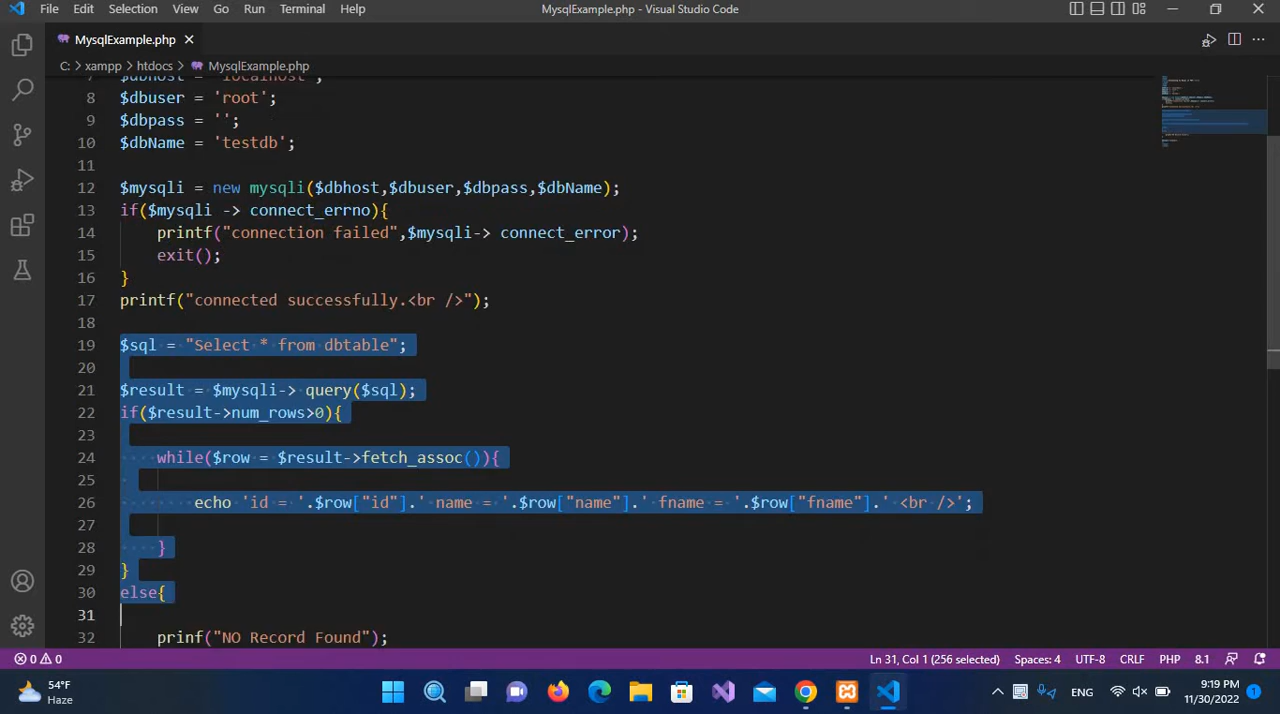 File Edit Selection View Go Run Terminal Help MysqlExample.php - Visual Studio Code
MysqlExample.php
C: > xampp > htdocs > MysqlExample.php
7 $dbhost = 'localhost';
8 $dbuser = 'root';
9 $dbpass = '';
10 $dbName = 'testdb';
11
12 $mysqli = new mysqli($dbhost,$dbuser,$dbpass,$dbName);
13 if($mysqli -> connect_errno){
14 printf("connection failed",$mysqli-> connect_error);
15 exit();
16 }
17 printf("connected successfully.<br />");
18
19 $sql = "Select * from dbtable";
20
21 $result = $mysqli-> query($sql);
22 if($result->num_rows>0){
23
24 while($row = $result->fetch_assoc()){
25
26 echo 'id = '.$row["id"].' name = '.$row["name"].' fname = '.$row["fname"].' <br />';
27
28 }
29 }
30 else{
31
32 prinf("NO Record Found");
0 0 Ln 31, Col 1 (256 selected) Spaces: 4 UTF-8 CRLF PHP 8.1
54°F
Haze
ENG
9:19 PM
11/30/2022
1